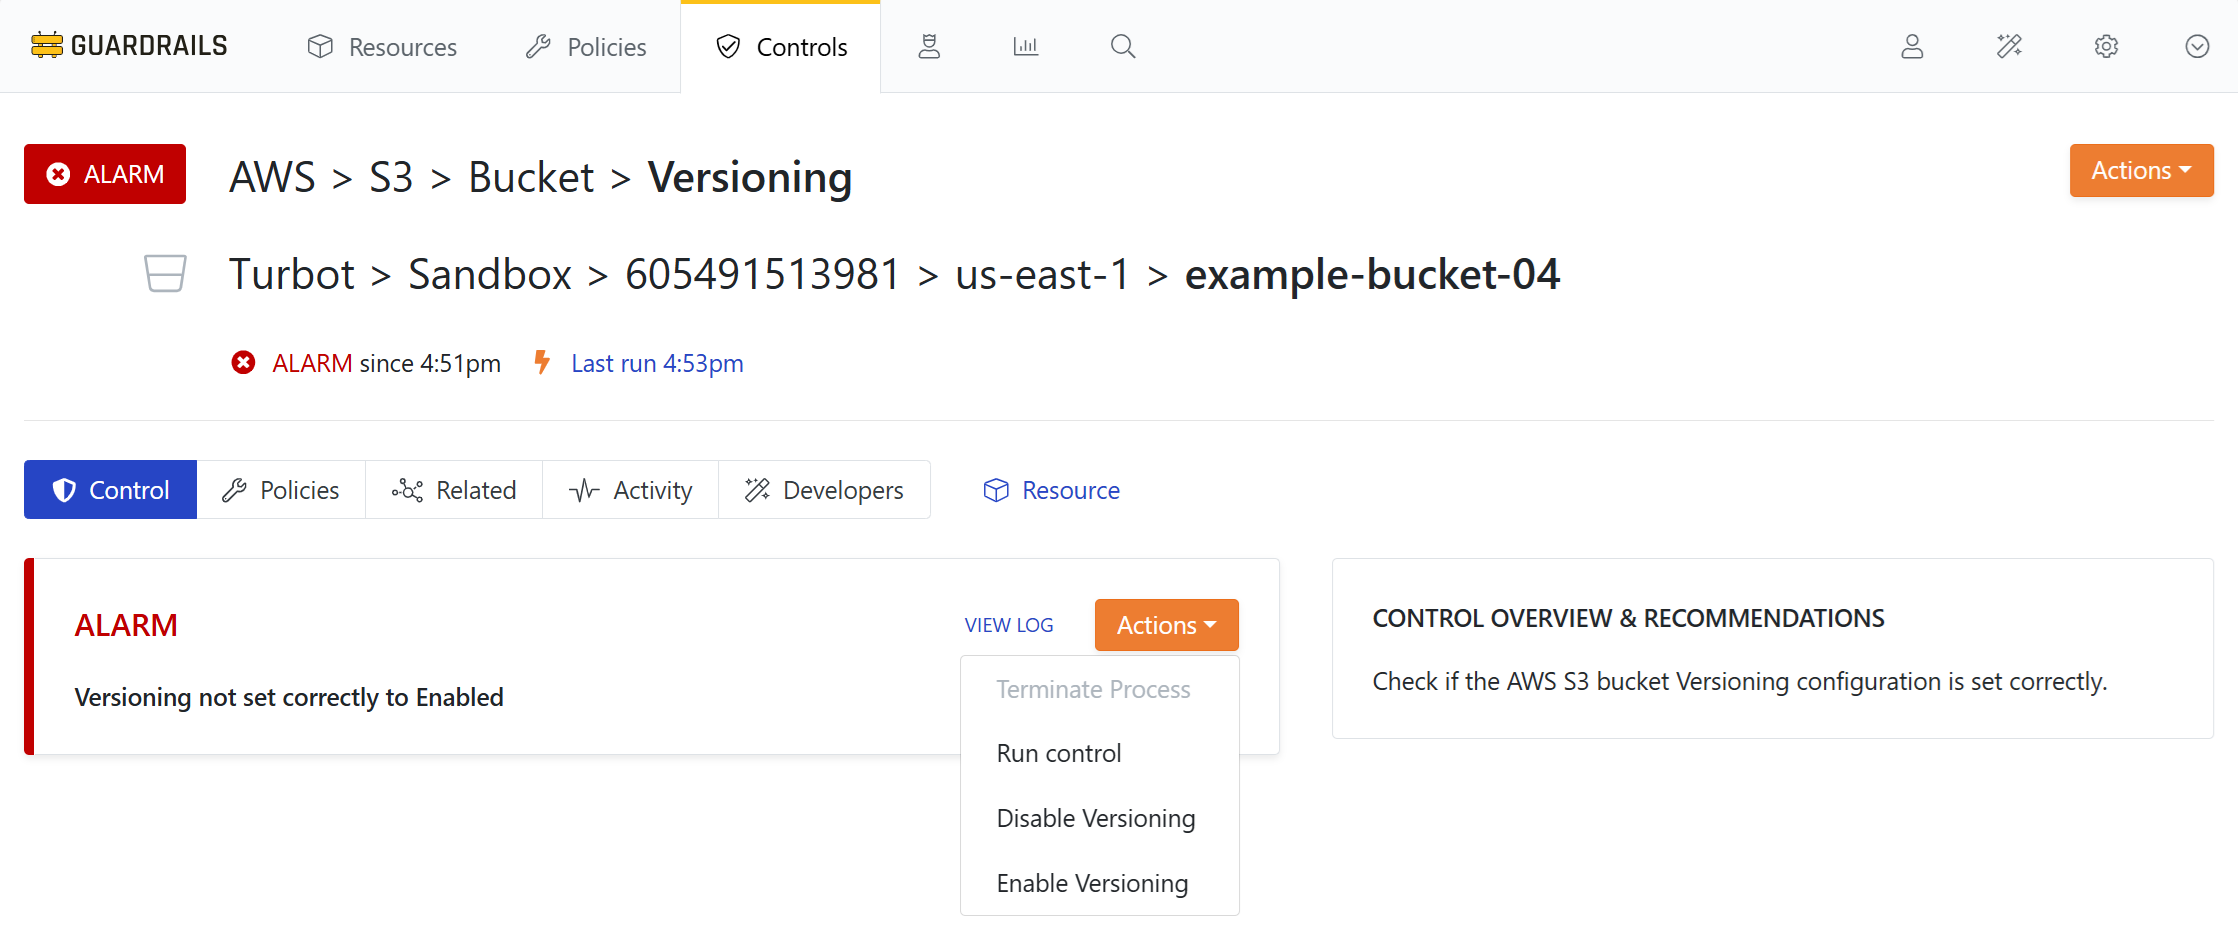 GUARDRAILS Resources Policies Controls
ALARM AWS > S3 > Bucket > Versioning Actions
Turbot > Sandbox > 605491513981 > us-east-1 > example-bucket-04
ALARM since 4:51pm Last run 4:53pm
Control Policies Related Activity Developers Resource
ALARM VIEW LOG Actions
Versioning not set correctly to Enabled
Terminate Process
Run control
Disable Versioning
Enable Versioning
CONTROL OVERVIEW & RECOMMENDATIONS
Check if the AWS S3 bucket Versioning configuration is set correctly.